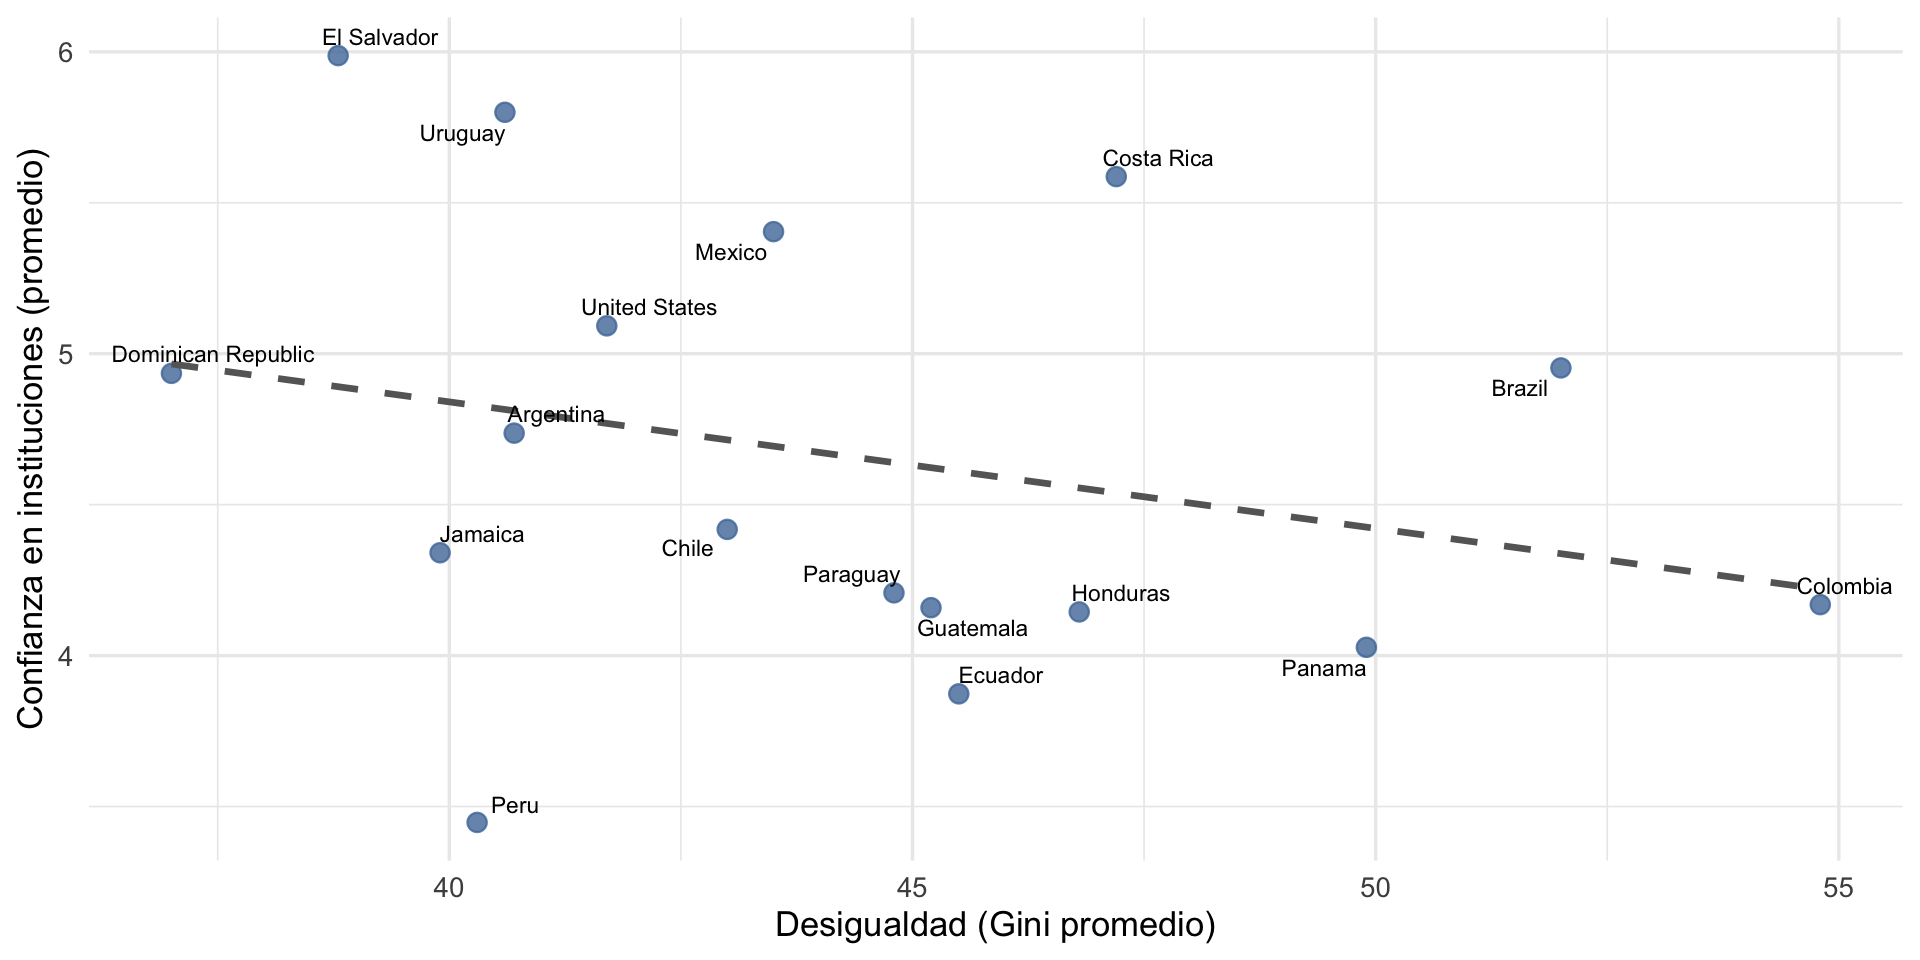 El Salvador
6
Uruguay
Costa Rica
Mexico
United States
Dominican Republic
5
Brazil
Argentina
Jamaica
Chile
Paraguay
Honduras
Colombia
Guatemala
4
Panama
Ecuador
Peru
40
45
50
55
Desigualdad (Gini promedio)
Confianza en instituciones (promedio)